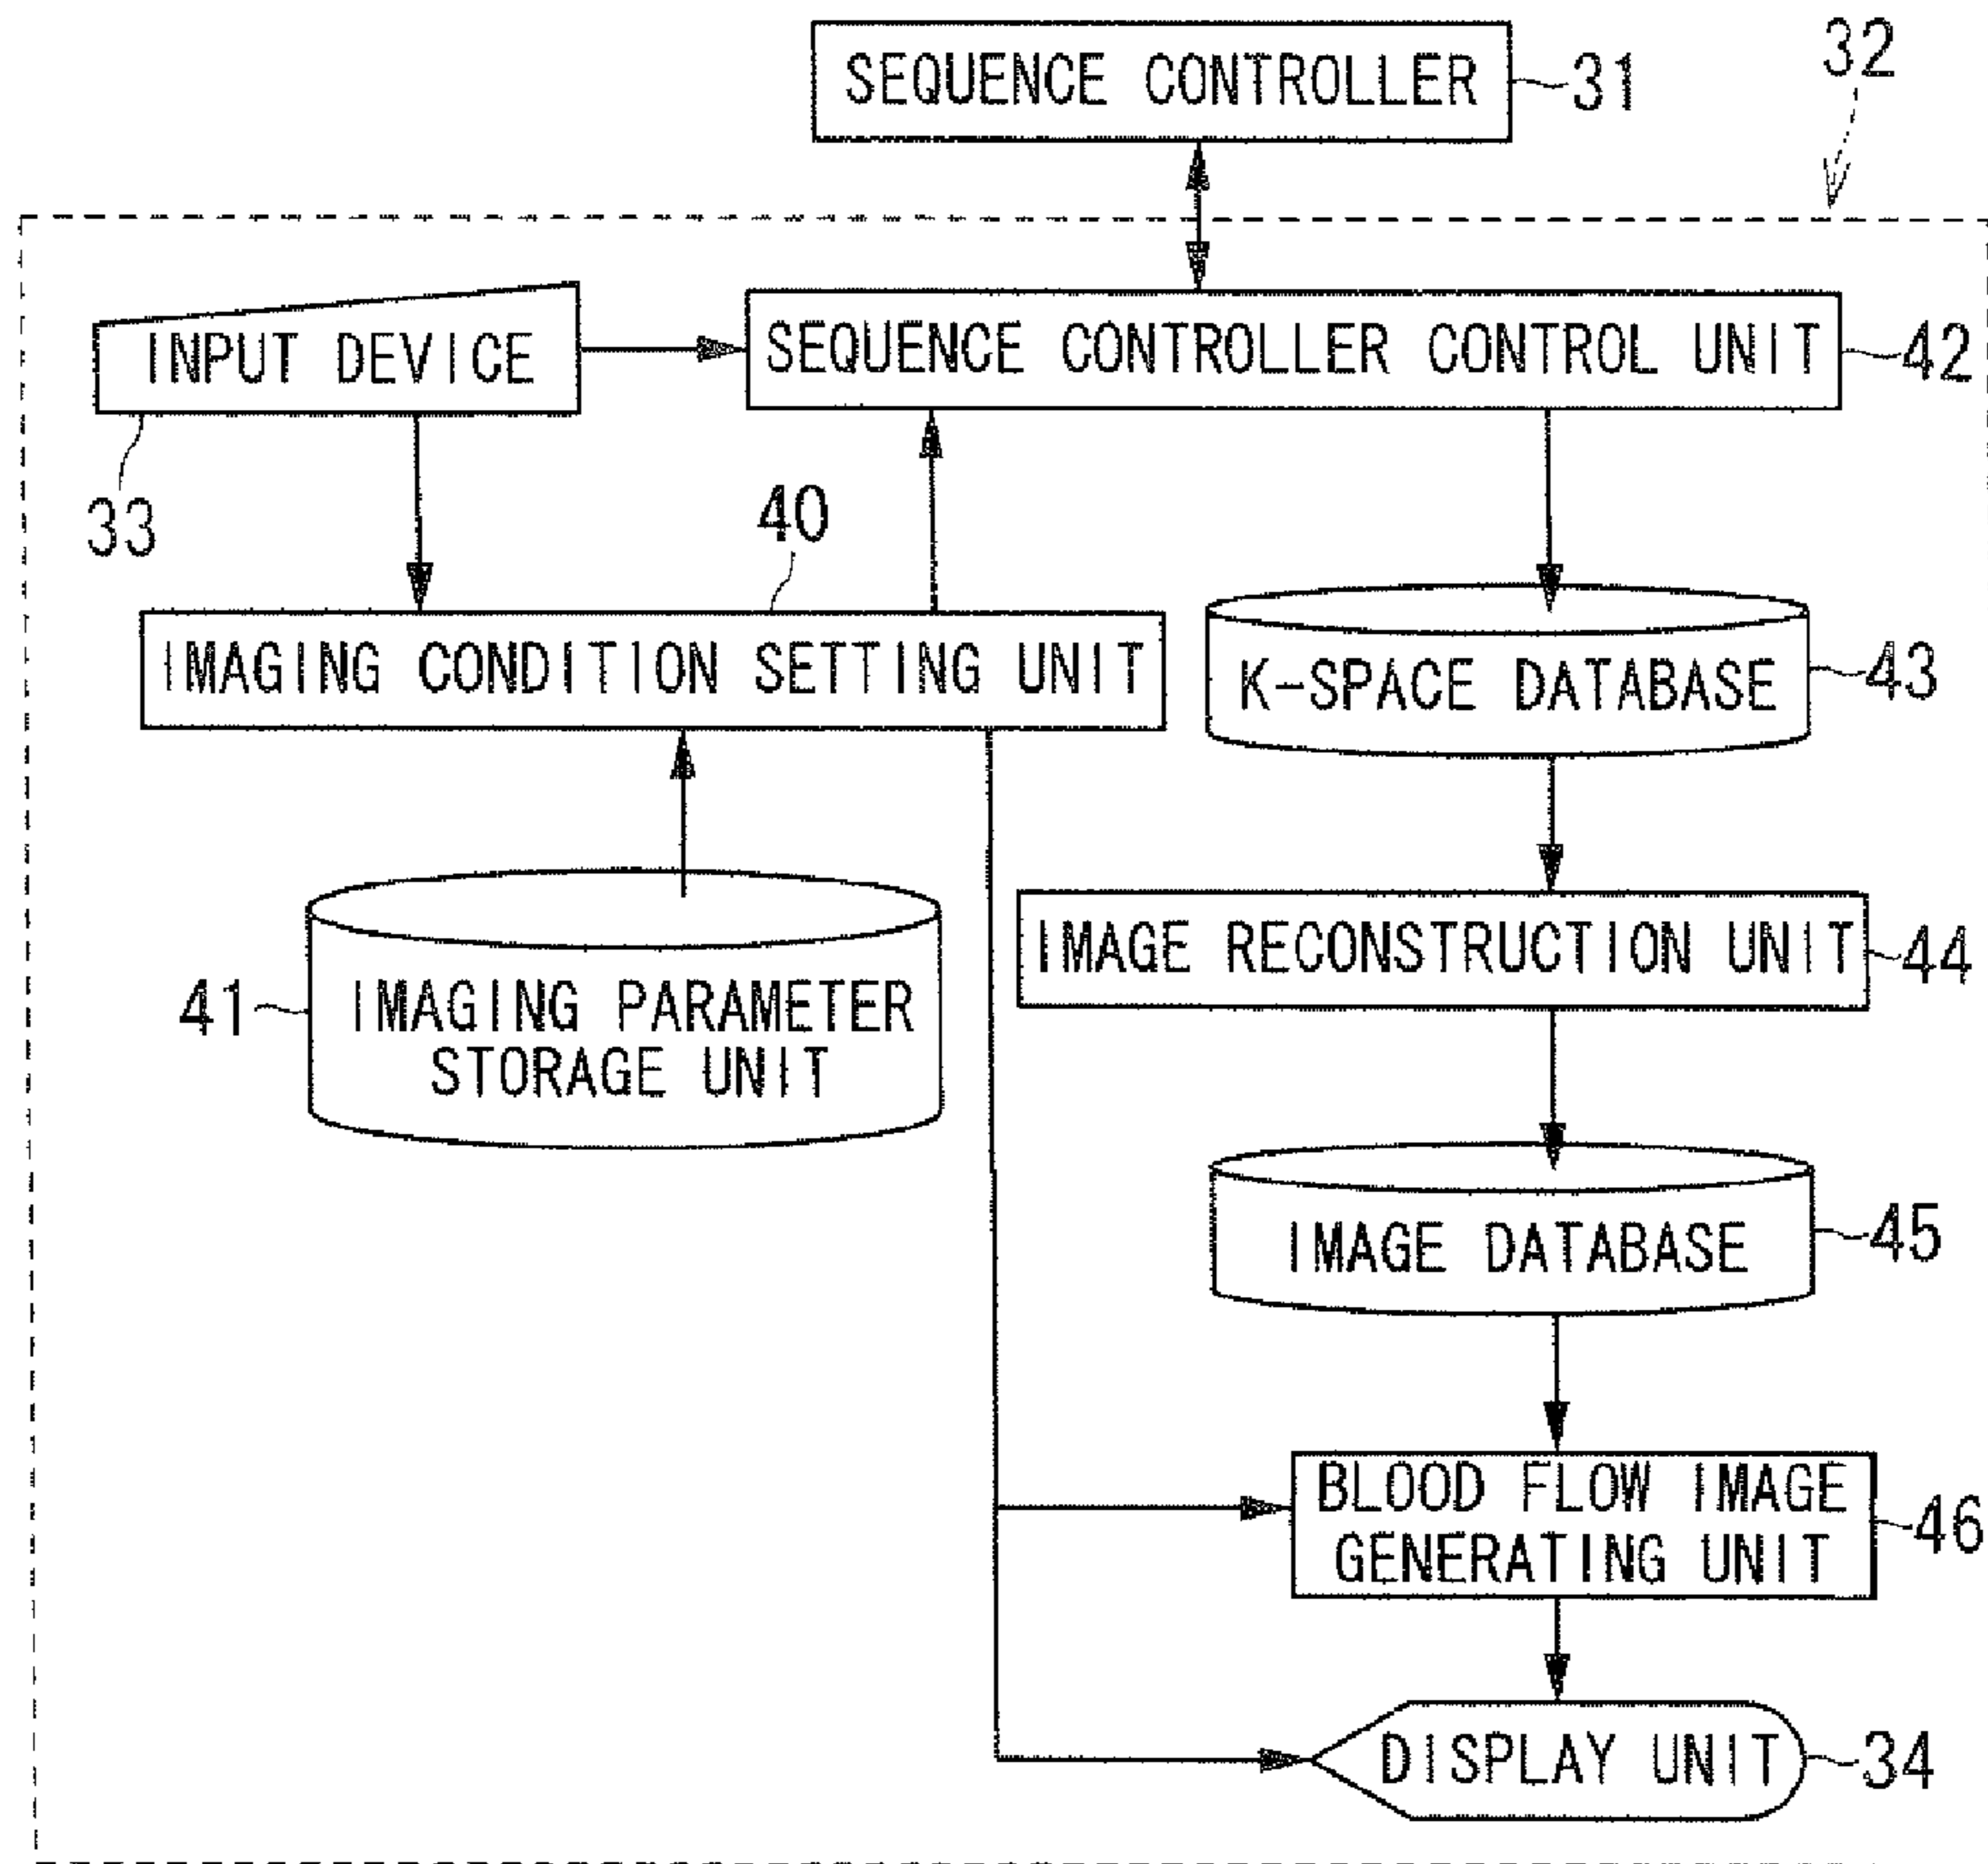 SEQUENCE CONTROLLER
31
32
INPUT DEVICE
SEQUENCE CONTROLLER CONTROL UNIT
42
33
40
IMAGING CONDITION SETTING UNIT
K-SPACE DATABASE
43
41
IMAGING PARAMETER
STORAGE UNIT
IMAGE RECONSTRUCTION UNIT
44
IMAGE DATABASE
45
BLOOD FLOW IMAGE
GENERATING UNIT
46
DISPLAY UNIT
34